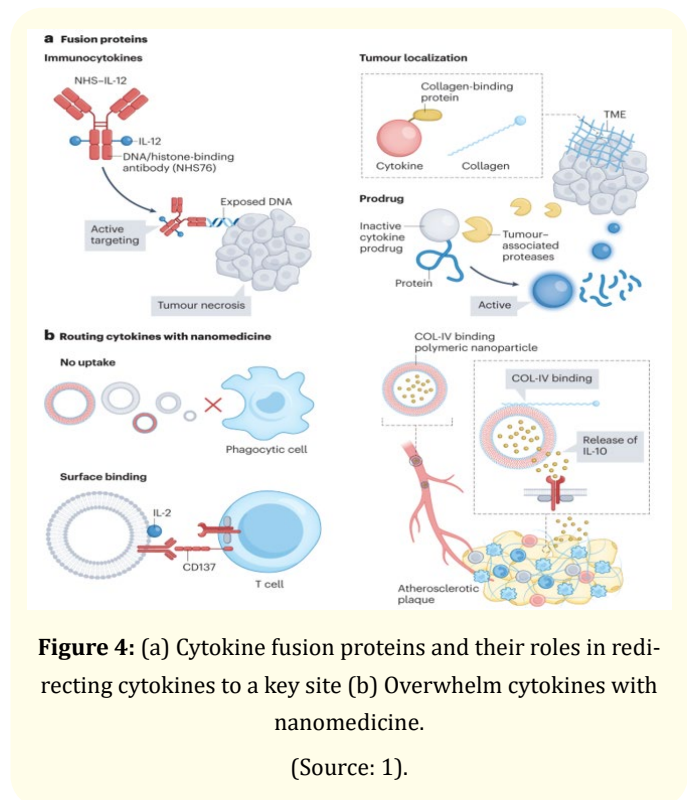 a Fusion proteins
Immunocytokines
NHS–IL-12
IL-12
DNA/histone-binding
antibody (NHS76)
Active
targeting
Exposed DNA
Tumour necrosis
Tumour localization
Collagen-binding
protein
Cytokine
Collagen
TME
Prodrug
Inactive
cytokine
prodrug
Protein
Tumour–
associated
proteases
Active
b Routing cytokines with nanomedicine
No uptake
Phagocytic cell
Surface binding
IL-2
CD137
T cell
COL-IV binding
polymeric nanoparticle
COL-IV binding
Release of
IL-10
Atherosclerotic
plaque
Figure 4: (a) Cytokine fusion proteins and their roles in redi-
recting cytokines to a key site (b) Overwhelm cytokines with
nanomedicine.
(Source: 1).